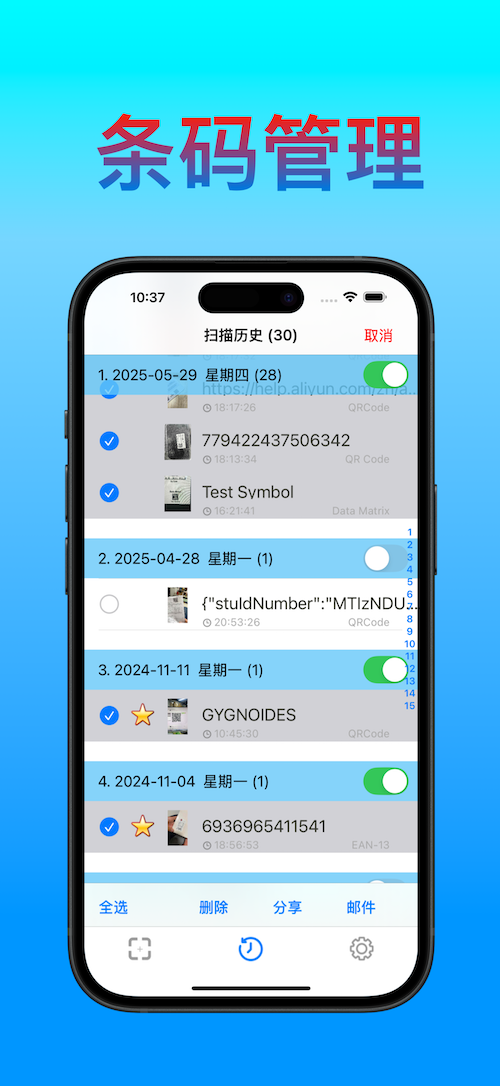 条码管理
10:37
扫描历史 (30)
取消
1. 2025-05-29 星期四 (28)
https://help.aliyun.com/zh/a...
18:17:26
QRCode
779422437506342
18:13:34
QR Code
Test Symbol
16:21:41
Data Matrix
1
2. 2025-04-28 星期一 (1)
2
3
4
5
{"stuIdNumber":"MTIzNDU...
6
7
20:53:26
QRCode
8
9
10
3. 2024-11-11 星期一 (1)
11
12
13
14
GYGNOIDES
15
10:45:30
QRCode
4. 2024-11-04 星期一 (1)
6936965411541
18:56:53
EAN-13
全选
删除
分享
邮件